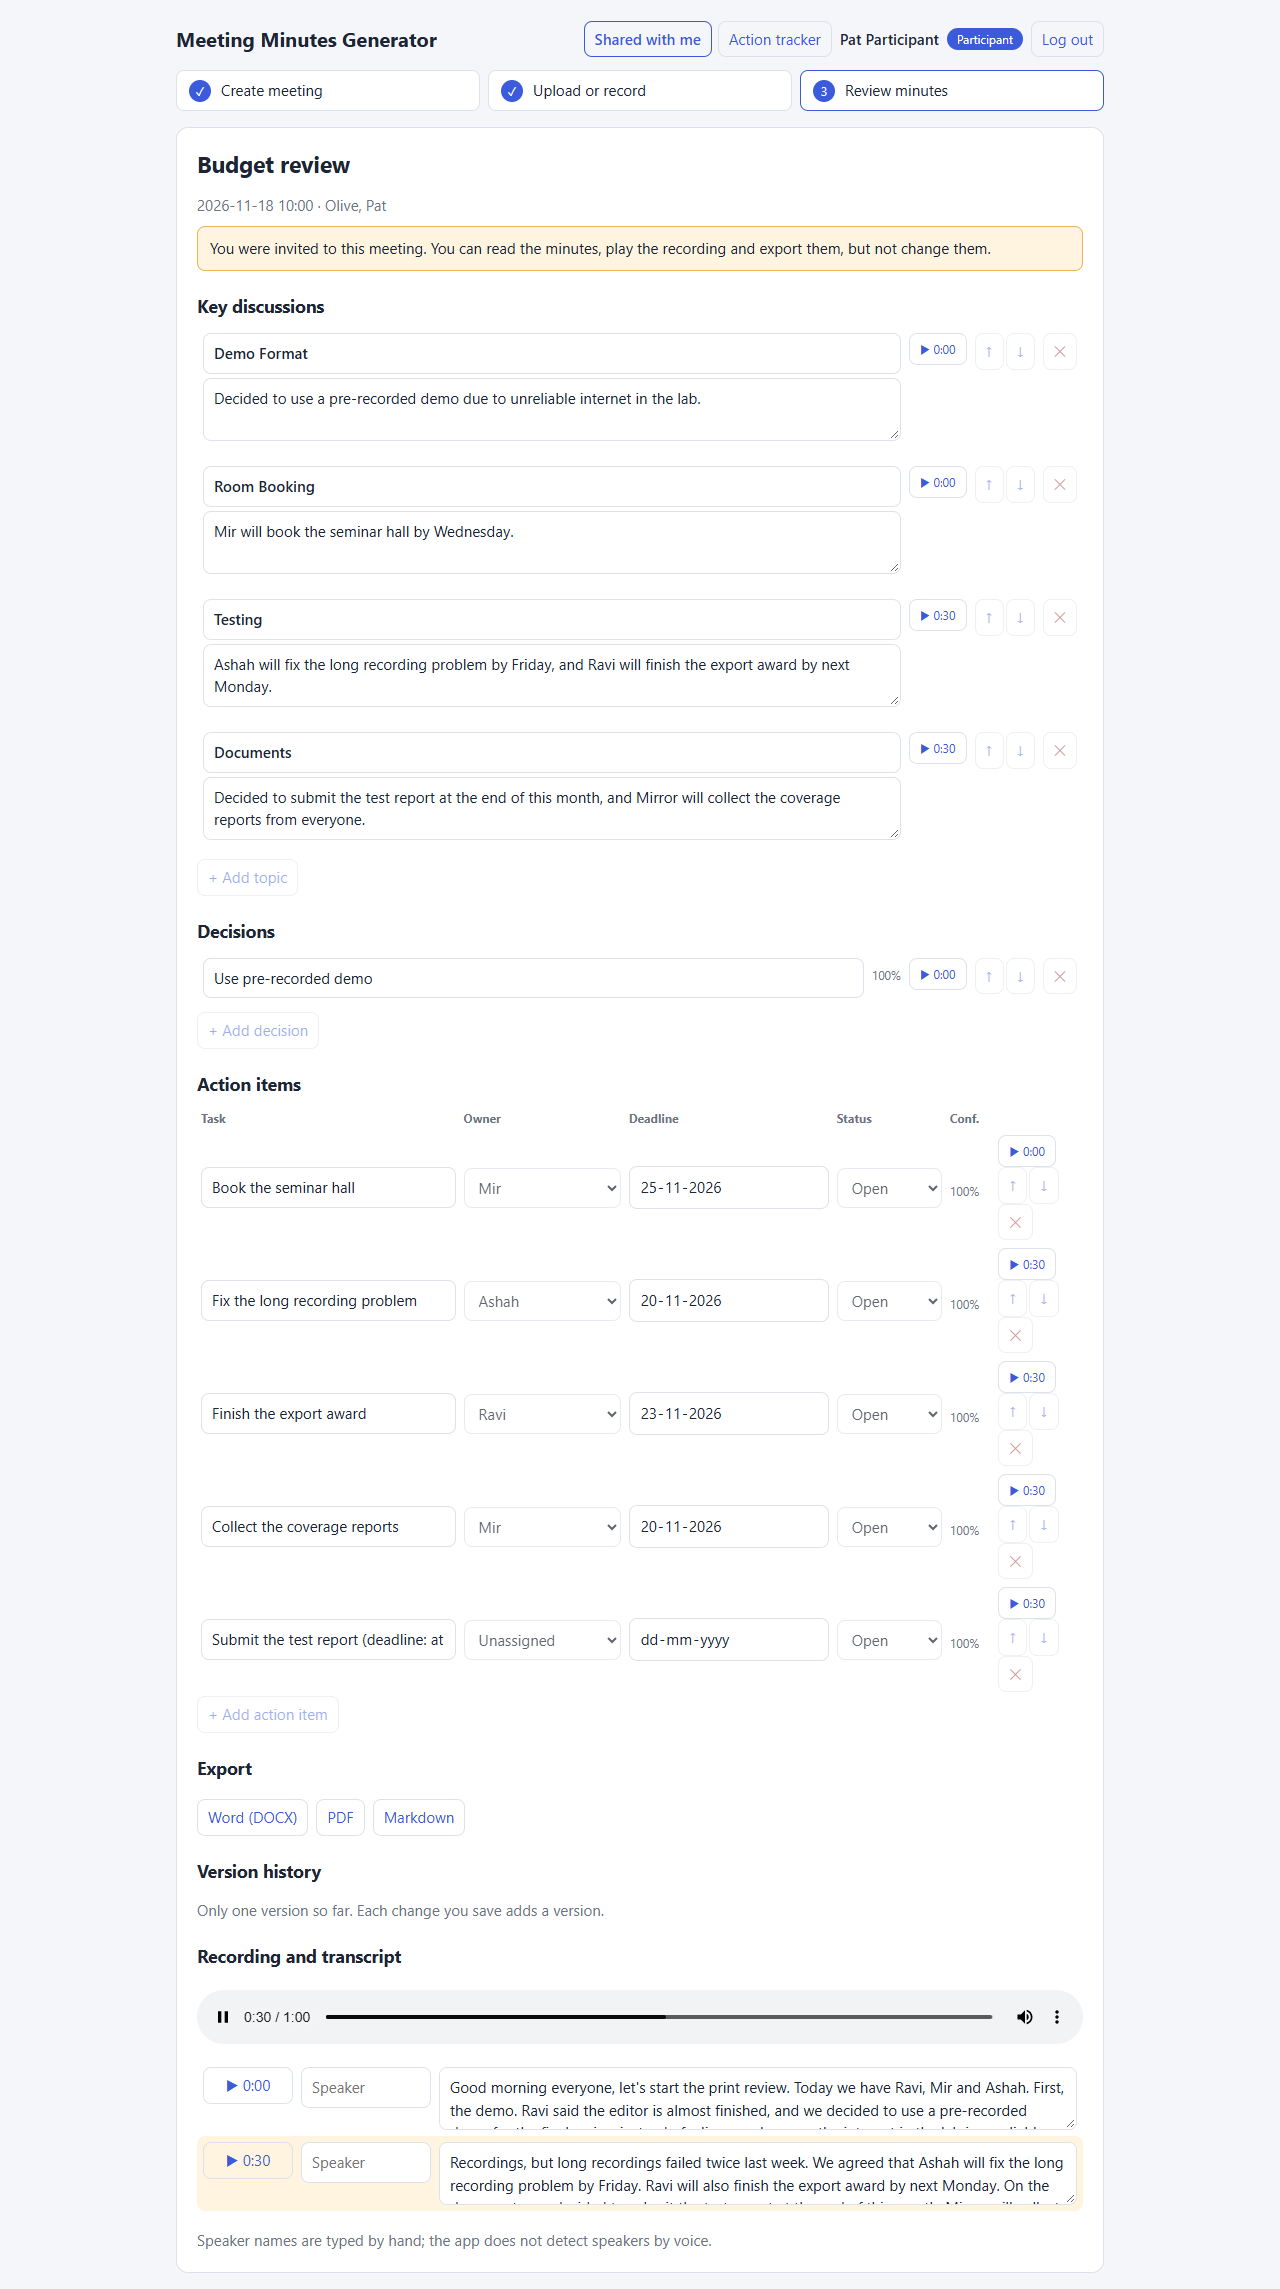 Meeting Minutes Generator
Shared with me
Action tracker
Pat Participant
Participant
Log out
✓ Create meeting
✓ Upload or record
3 Review minutes
Budget review
2026-11-18 10:00 · Olive, Pat
You were invited to this meeting. You can read the minutes, play the recording and export them, but not change them.
Key discussions
Demo Format
▶ 0:00 ↑ ↓ ✕
Decided to use a pre-recorded demo due to unreliable internet in the lab.
Room Booking
▶ 0:00 ↑ ↓ ✕
Mir will book the seminar hall by Wednesday.
Testing
▶ 0:30 ↑ ↓ ✕
Ashah will fix the long recording problem by Friday, and Ravi will finish the export award by next
Monday.
Documents
▶ 0:30 ↑ ↓ ✕
Decided to submit the test report at the end of this month, and Mirror will collect the coverage
reports from everyone.
+ Add topic
Decisions
Use pre-recorded demo 100% ▶ 0:00 ↑ ↓ ✕
+ Add decision
Action items
Task Owner Deadline Status Conf.
Book the seminar hall Mir 25-11-2026 Open 100% ▶ 0:00 ↑ ↓ ✕
Fix the long recording problem Ashah 20-11-2026 Open 100% ▶ 0:30 ↑ ↓ ✕
Finish the export award Ravi 23-11-2026 Open 100% ▶ 0:30 ↑ ↓ ✕
Collect the coverage reports Mir 20-11-2026 Open 100% ▶ 0:30 ↑ ↓ ✕
Submit the test report (deadline: at Unassigned dd-mm-yyyy Open 100% ▶ 0:30 ↑ ↓ ✕
+ Add action item
Export
Word (DOCX) PDF Markdown
Version history
Only one version so far. Each change you save adds a version.
Recording and transcript
0:30 / 1:00
▶ 0:00 Speaker
Good morning everyone, let's start the print review. Today we have Ravi, Mir and Ashah. First,
the demo. Ravi said the editor is almost finished, and we decided to use a pre-recorded
▶ 0:30 Speaker
Recordings, but long recordings failed twice last week. We agreed that Ashah will fix the long
recording problem by Friday. Ravi will also finish the export award by next Monday. On the
Speaker names are typed by hand; the app does not detect speakers by voice.